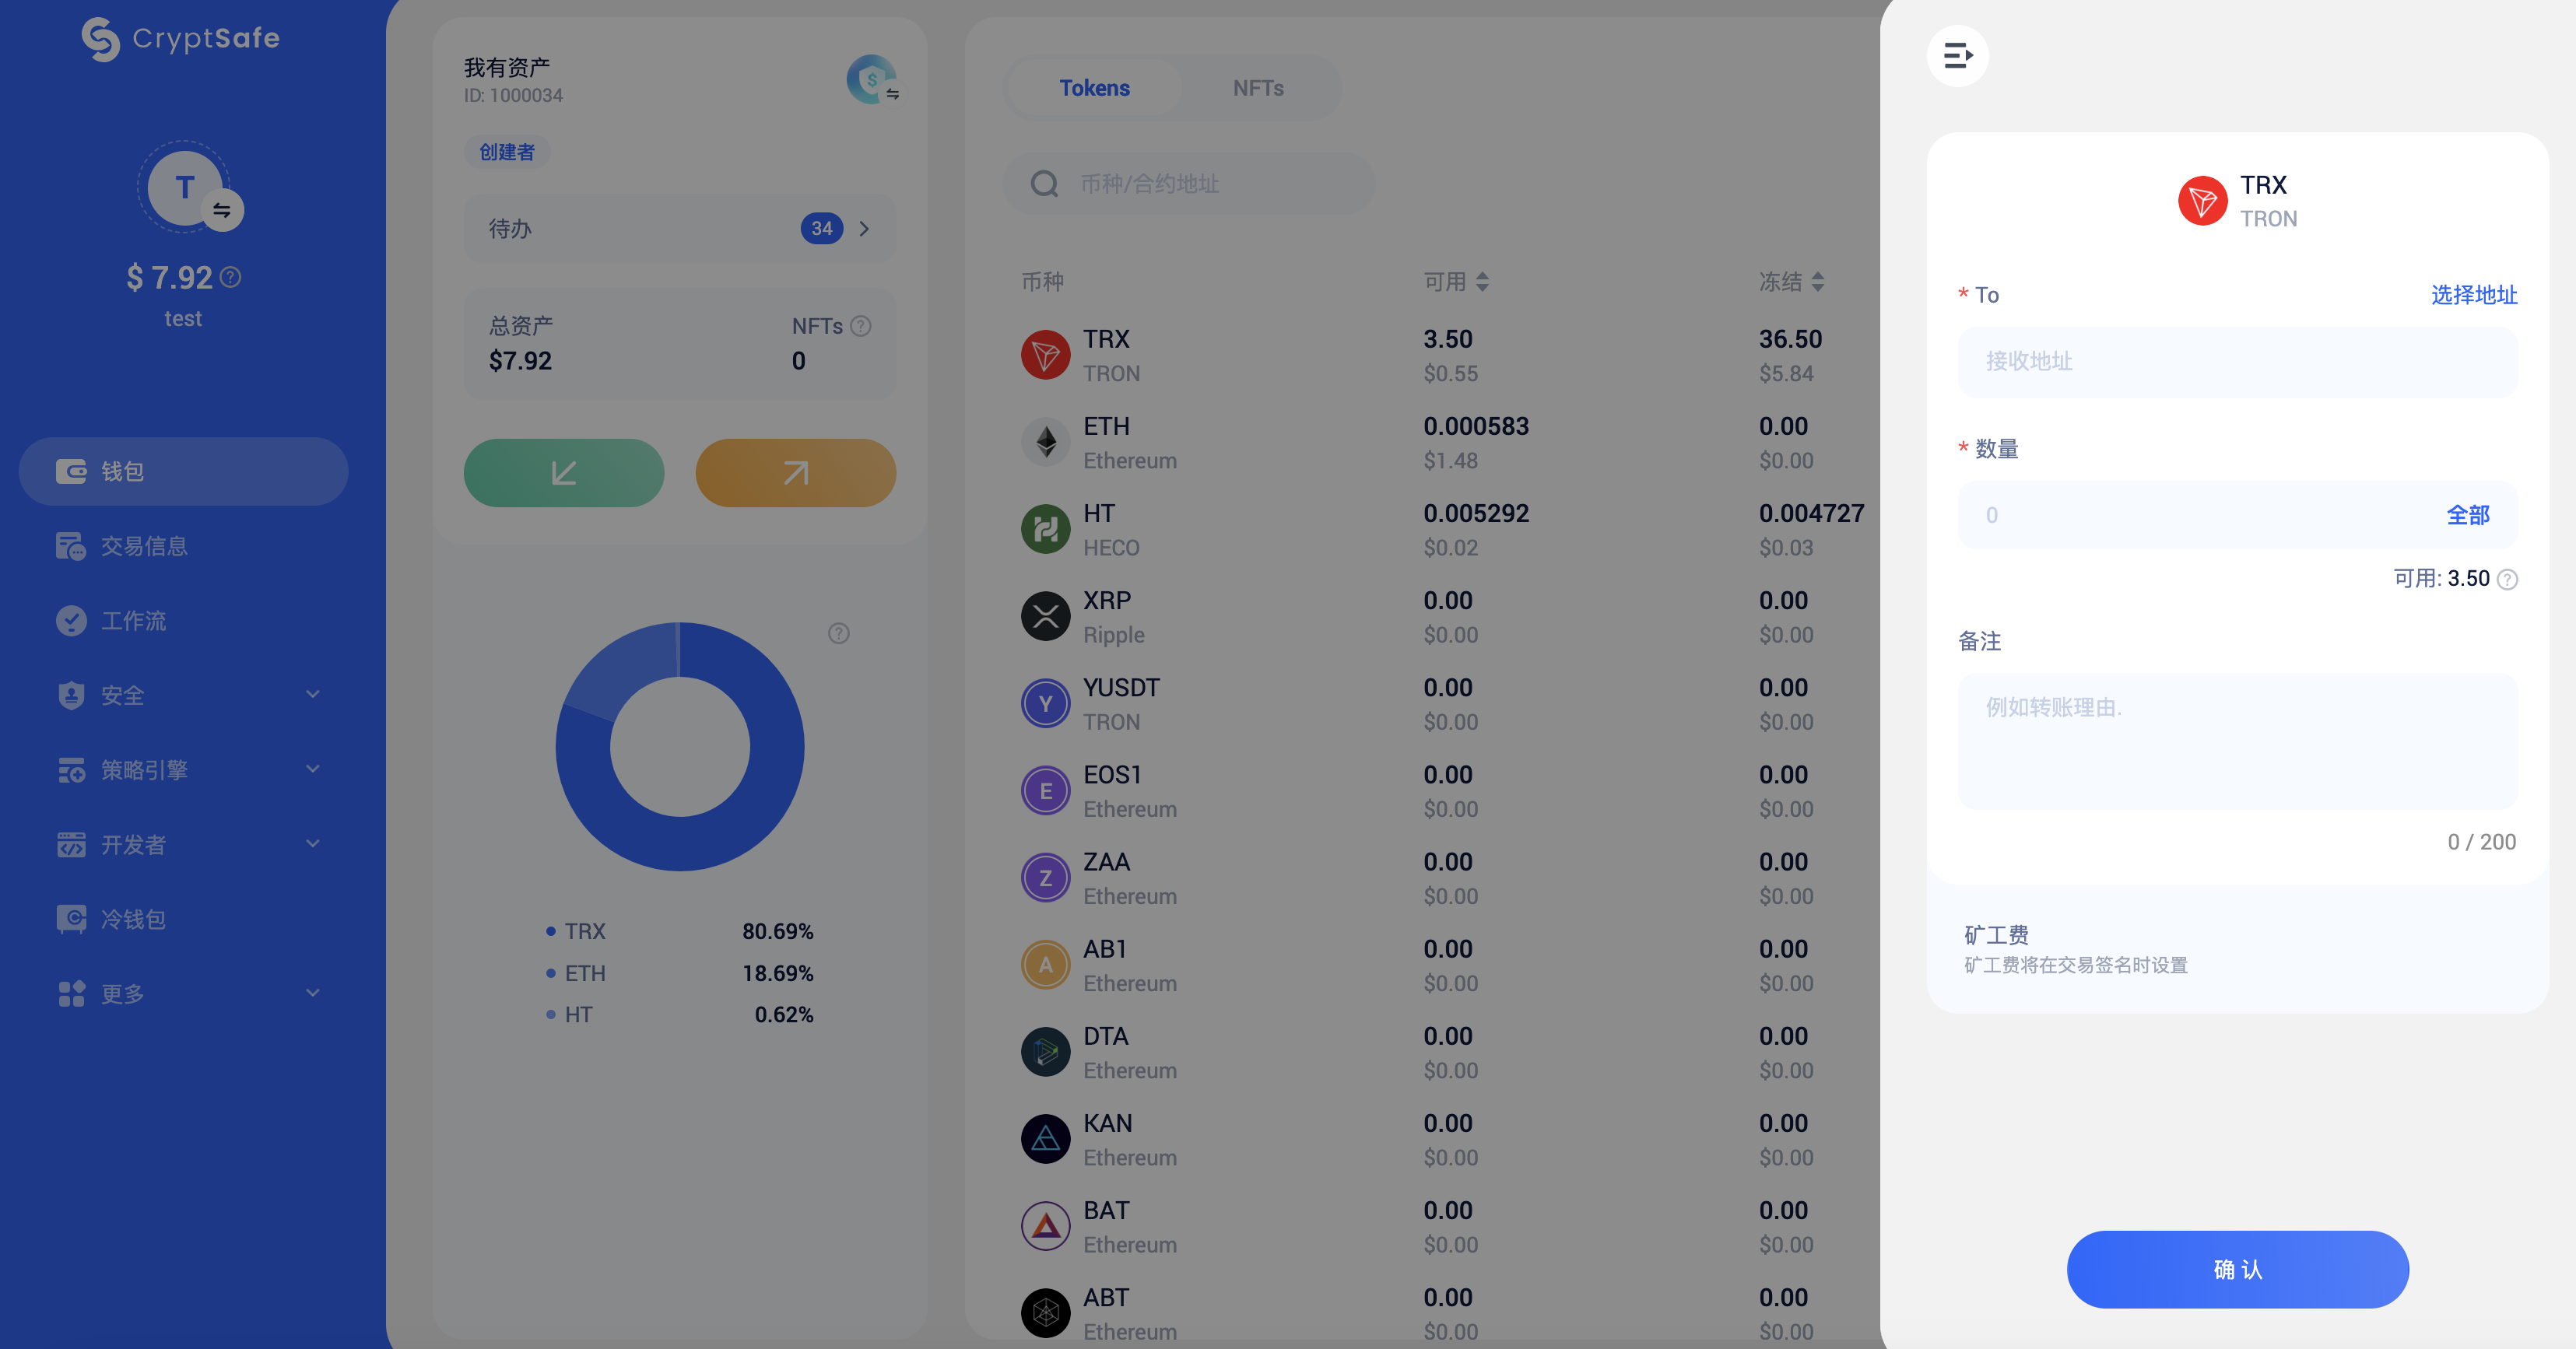 CryptSafe
T
$ 7.92
test
钱包
交易信息
工作流
安全
策略引擎
开发者
冷钱包
更多
我有资产
ID: 1000034
创建者
待办 34
总资产 NFTs
$7.92 0
TRX 80.69%
ETH 18.69%
HT 0.62%
Tokens NFTs
币种/合约地址
币种 可用 冻结
TRX 3.50 36.50
TRON $0.55 $5.84
ETH 0.000583 0.00
Ethereum $1.48 $0.00
HT 0.005292 0.004727
HECO $0.02 $0.03
XRP 0.00 0.00
Ripple $0.00 $0.00
Y
YUSDT 0.00 0.00
TRON $0.00 $0.00
E
EOS1 0.00 0.00
Ethereum $0.00 $0.00
Z
ZAA 0.00 0.00
Ethereum $0.00 $0.00
A
AB1 0.00 0.00
Ethereum $0.00 $0.00
DTA 0.00 0.00
Ethereum $0.00 $0.00
KAN 0.00 0.00
Ethereum $0.00 $0.00
BAT 0.00 0.00
Ethereum $0.00 $0.00
ABT 0.00 0.00
Ethereum $0.00 $0.00
TRX
TRON
* To 选择地址
接收地址
* 数量
0 全部
可用: 3.50
备注
例如转账理由.
0 / 200
矿工费
矿工费将在交易签名时设置
确认